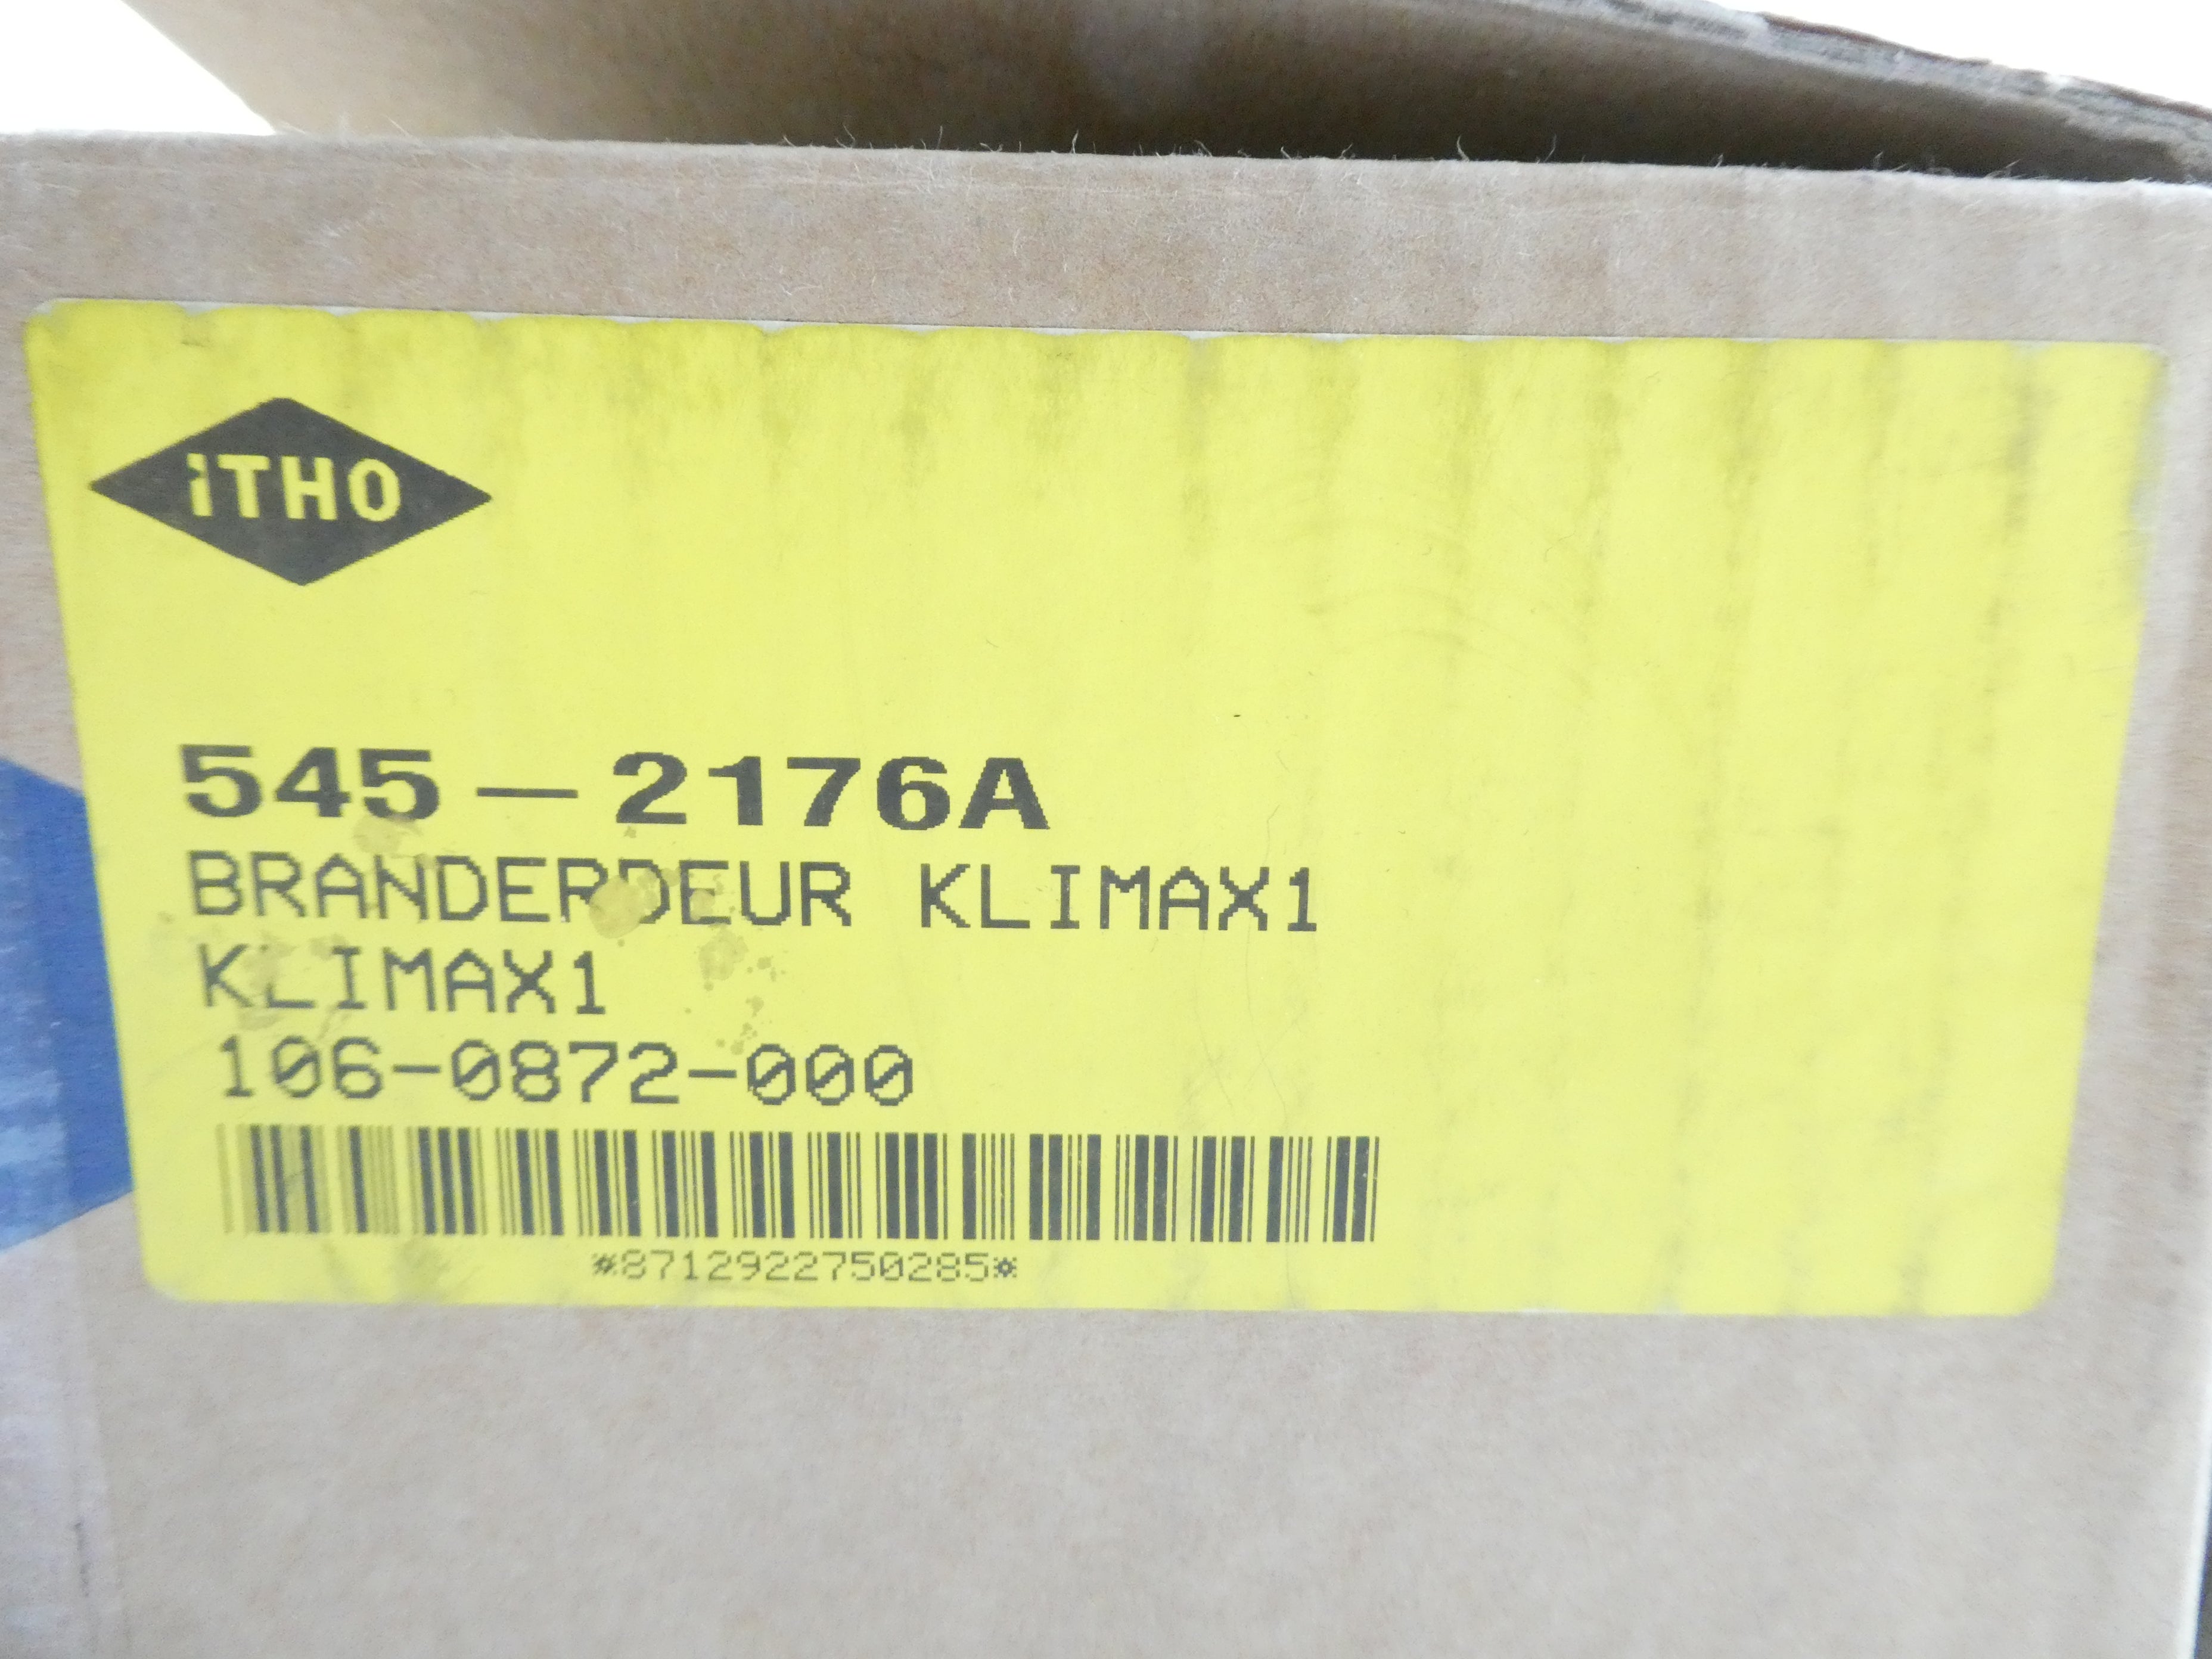 iTHO
545-2176A
BRANDERDEUR KLIMAX1
KLIMAX1
106-0872-000
*8712922750285*